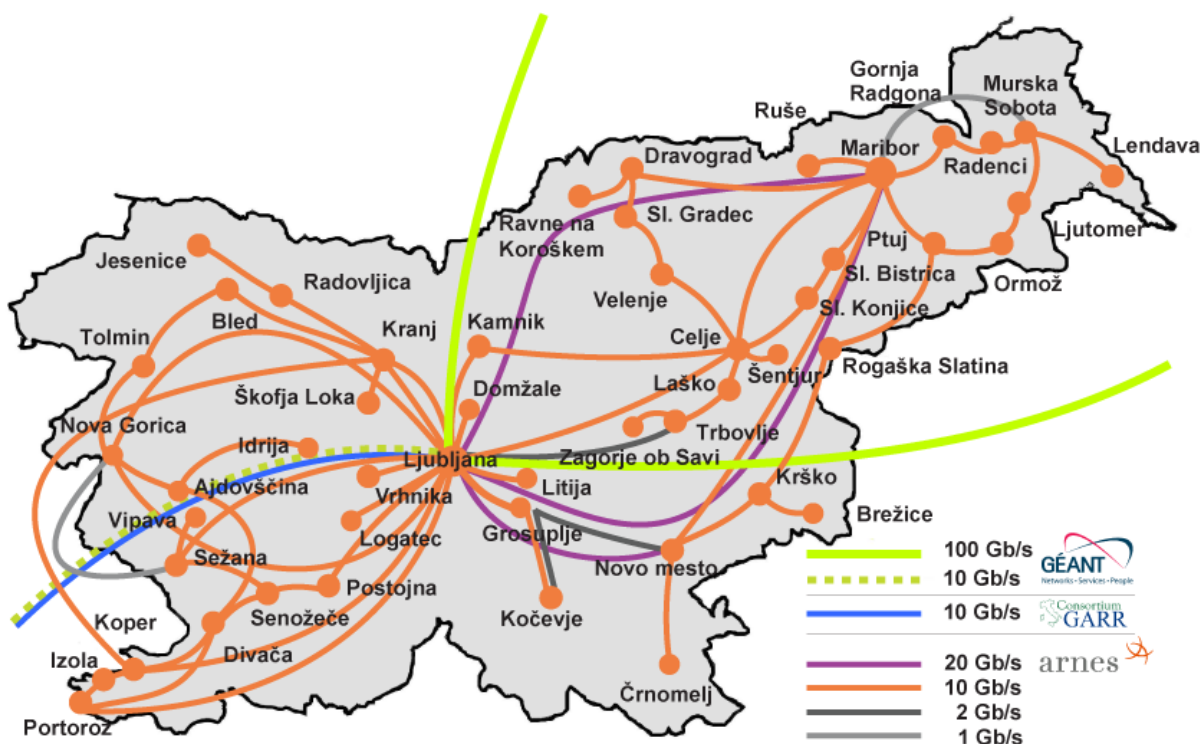 Gornja
Radgona
Murska
Sobota
Ruše
Maribor
Lendava
Dravograd
Radenci
Ravne na
Koroškem
Sl. Gradec
Ptuj
Ljutomer
Jesenice
Radovljica
Sl. Bistrica
Ormož
Velenje
Sl. Konjice
Bled
Kamnik
Tolmin
Kranj
Celje
Šentjur
Rogaška Slatina
Laško
Domžale
Škofja Loka
Nova Gorica
Idrija
Trbovlje
Ljubljana
Zagorje ob Savi
Krško
Ajdovščina
Vrhnika
Litija
Vipava
Brežice
Logatec
Grosuplje
Sežana
Novo mesto
Postojna
Senožeče
Kočevje
Koper
Divača
Izola
Črnomelj
Portoroz
100 Gb/s
GÉANT
Networks • Services • People
10 Gb/s
10 Gb/s
Consortium
GARR
20 Gb/s
arnes
10 Gb/s
2 Gb/s
1 Gb/s